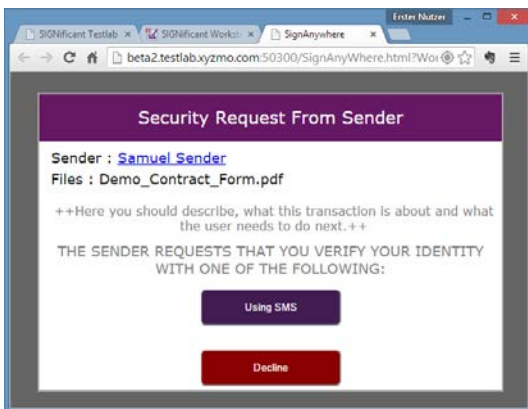 Erster Nutzer
SIGNificant Testlab
SIGNificant Works
SignAnywhere
beta2.testlab.xyzmo.com:50300/SignAnyWhere.html?Wor
Security Request From Sender
Sender : Samuel Sender
Files : Demo_Contract_Form.pdf
++Here you should describe, what this transaction is about and what
the user needs to do next.++
THE SENDER REQUESTS THAT YOU VERIFY YOUR IDENTITY
WITH ONE OF THE FOLLOWING:
Using SMS
Decline